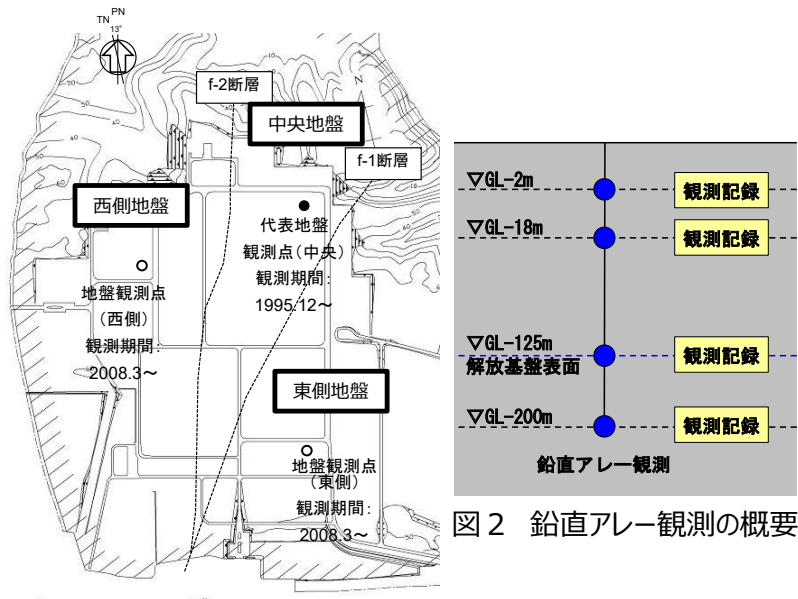 TN
PN
13°
f-2断層
中央地盤
f-1断層
西側地盤
代表地盤
観測点(中央)
観測期間:
1995.12~
地盤観測点
(西側)
観測期間:
2008.3~
東側地盤
地盤観測点
(東側)
観測期間:
2008.3~
▽GL-2m
観測記録
▽GL-18m
観測記録
▽GL-125m
解放基盤表面
観測記録
▽GL-200m
観測記録
鉛直アレー観測
図2 鉛直アレー観測の概要